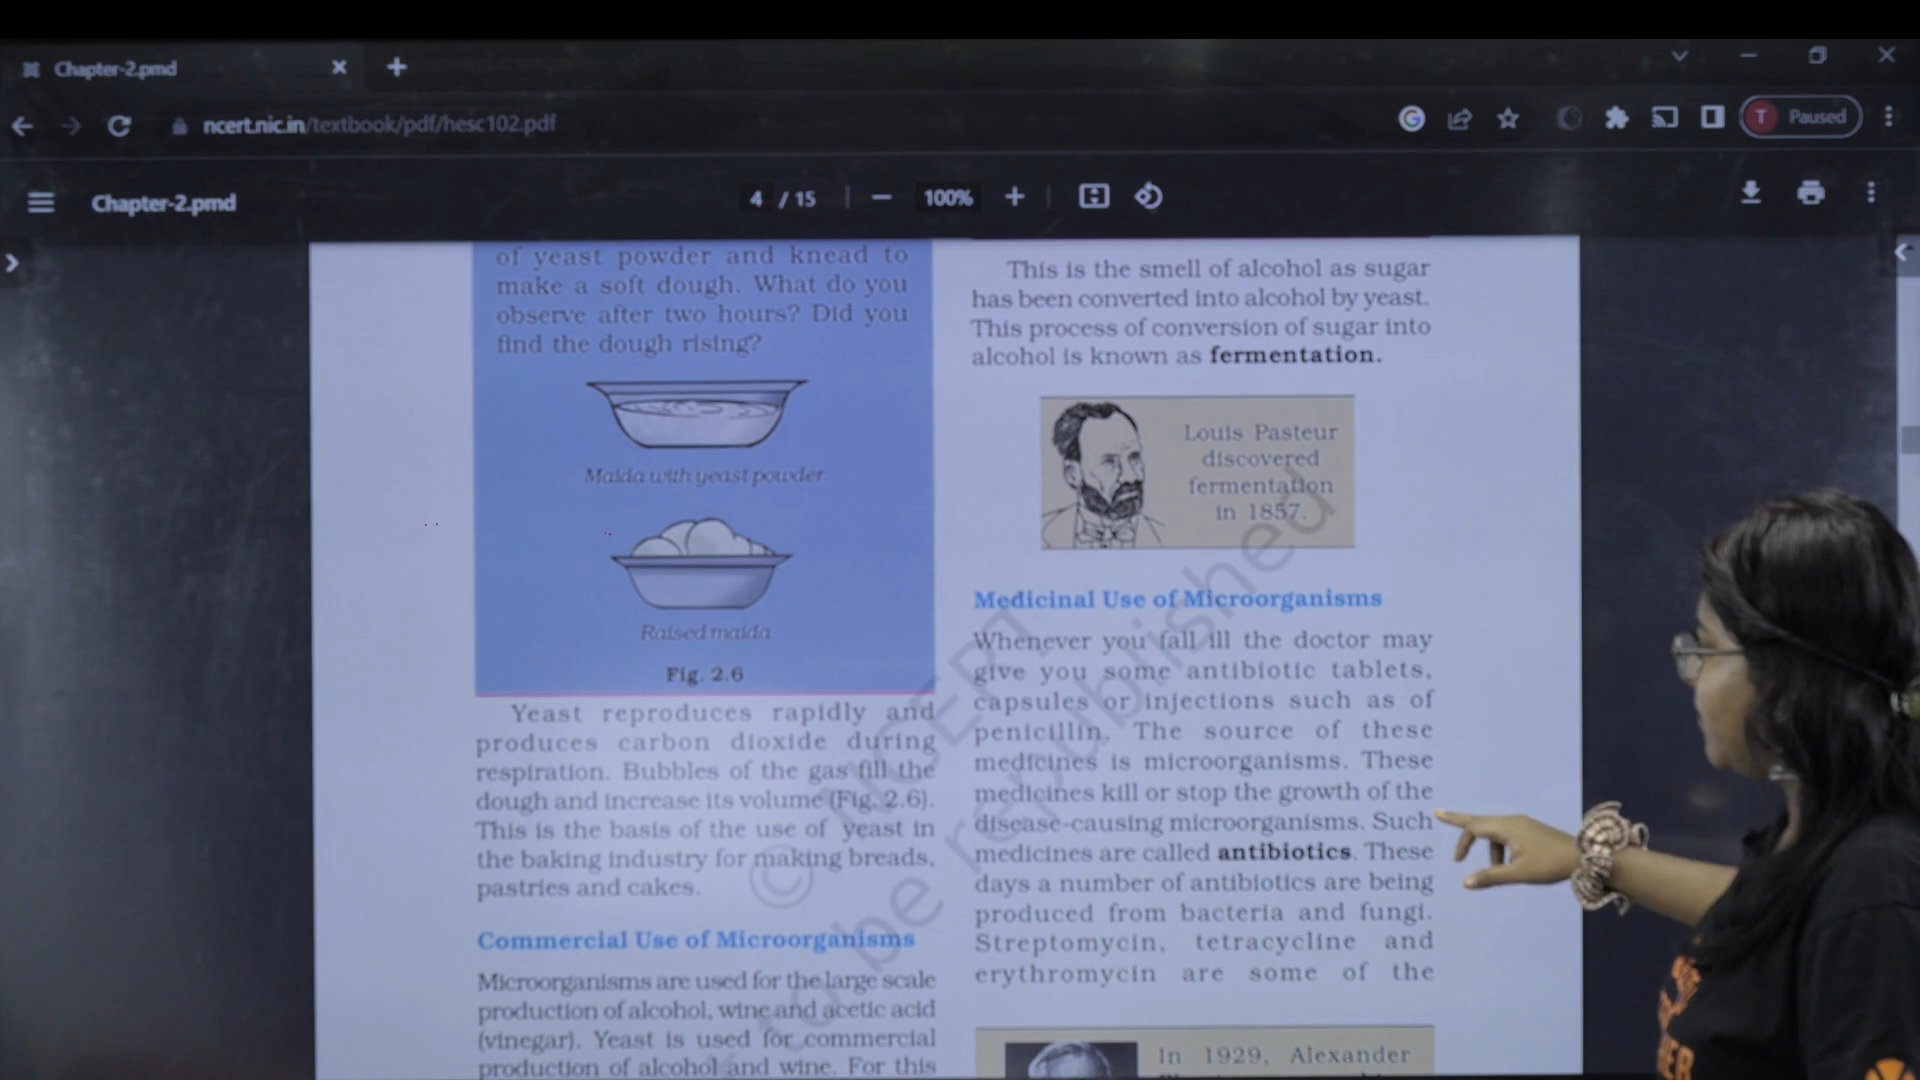 Chapter-2.pmd
ncert.nic.in/textbook/pdf/hesc102.pdf
T Paused
Chapter-2.pmd
4 / 15
100%
of yeast powder and knead to
make a soft dough. What do you
observe after two hours? Did you
find the dough rising?
Maida with yeast powder
Raised maida
Fig. 2.6
Yeast reproduces rapidly and
produces carbon dioxide during
respiration. Bubbles of the gas fill the
dough and increase its volume (Fig. 2.6).
This is the basis of the use of yeast in
the baking industry for making breads,
pastries and cakes.
Commercial Use of Microorganisms
Microorganisms are used for the large scale
production of alcohol, wine and acetic acid
(vinegar). Yeast is used for commercial
production of alcohol and wine. For this
This is the smell of alcohol as sugar
has been converted into alcohol by yeast.
This process of conversion of sugar into
alcohol is known as fermentation.
Louis Pasteur
discovered
fermentation
in 1857.
Medicinal Use of Microorganisms
Whenever you fall ill the doctor may
give you some antibiotic tablets,
capsules or injections such as of
penicillin. The source of these
medicines is microorganisms. These
medicines kill or stop the growth of the
disease-causing microorganisms. Such
medicines are called antibiotics. These
days a number of antibiotics are being
produced from bacteria and fungi.
Streptomycin, tetracycline and
erythromycin are some of the
In 1929, Alexander
© NCERT
be republished